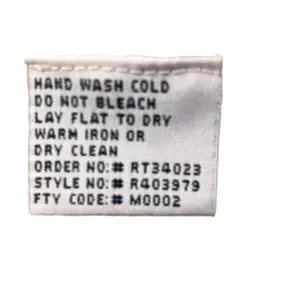 HAND WASH COLD
DO NOT BLEACH
LAY FLAT TO DRY
WARM IRON OR
DRY CLEAN
ORDER NO:# RT34023
STYLE NO:# R403979
FTY CODE:# M0002